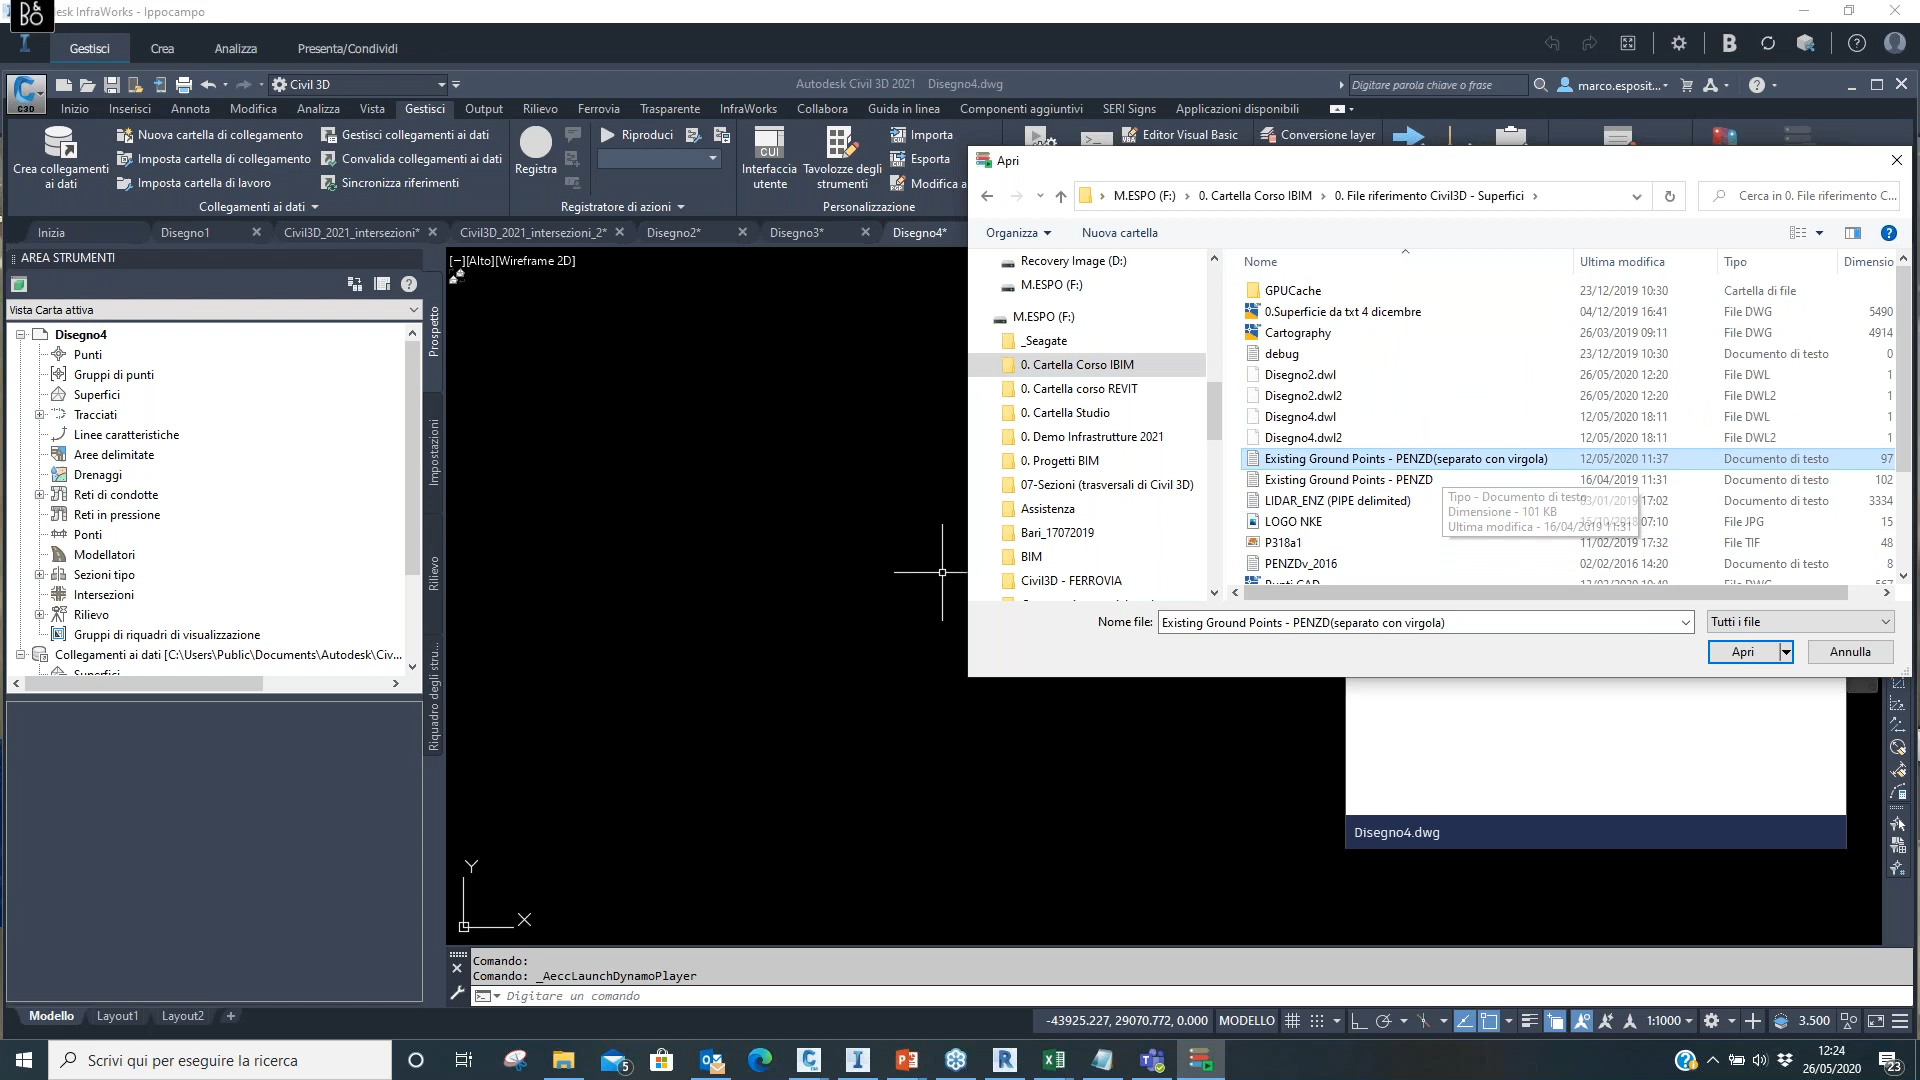 B&BO
desk InfraWorks - Ippocampo
Gestisci
Crea
Analizza
Presenta/Condividi
C3D
Civil 3D
Autodesk Civil 3D 2021 Disegno4.dwg
Digitare parola chiave o frase
marco.esposit...
Inizio
Inserisci
Annota
Modifica
Analizza
Vista
Gestisci
Output
Rilievo
Ferrovia
Trasparente
InfraWorks
Collabora
Guida in linea
Componenti aggiuntivi
SERI Signs
Applicazioni disponibili
Crea collegamenti
ai dati
Nuova cartella di collegamento
Imposta cartella di collegamento
Imposta cartella di lavoro
Gestisci collegamenti ai dati
Convalida collegamenti ai dati
Sincronizza riferimenti
Collegamenti ai dati
Registra
Riproduci
Registratore di azioni
CUI
Interfaccia
utente
Tavolozze degli
strumenti
Importa
Esporta
Modifica a
Personalizzazione
Editor Visual Basic
Conversione layer
Inizia
Disegno1
Civil3D_2021_intersezioni*
Civil3D_2021_intersezioni_2*
Disegno2*
Disegno3*
Disegno4*
AREA STRUMENTI
Vista Carta attiva
Disegno4
Punti
Gruppi di punti
Superfici
Tracciati
Linee caratteristiche
Aree delimitate
Drenaggi
Reti di condotte
Reti in pressione
Ponti
Modellatori
Sezioni tipo
Intersezioni
Rilievo
Gruppi di riquadri di visualizzazione
Collegamenti ai dati [C:\Users\Public\Documents\Autodesk\Civ...
Superfici
Prospetto
Impostazioni
Rilievo
Riquadro degli stru...
[−][Alto][Wireframe 2D]
Y
X
Apri
M.ESPO (F:)
0. Cartella Corso IBIM
0. File riferimento Civil3D - Superfici
Cerca in 0. File riferimento C...
Organizza
Nuova cartella
Recovery Image (D:)
M.ESPO (F:)
M.ESPO (F:)
_Seagate
0. Cartella Corso IBIM
0. Cartella corso REVIT
0. Cartella Studio
0. Demo Infrastrutture 2021
0. Progetti BIM
07-Sezioni (trasversali di Civil 3D)
Assistenza
Bari_17072019
BIM
Civil3D - FERROVIA
Nome Ultima modifica Tipo Dimensio
GPUCache 23/12/2019 10:30 Cartella di file
0.Superficie da txt 4 dicembre 04/12/2019 16:41 File DWG 5490
Cartography 26/03/2019 09:11 File DWG 4914
debug 23/12/2019 10:30 Documento di testo 0
Disegno2.dwl 26/05/2020 12:20 File DWL 1
Disegno2.dwl2 26/05/2020 12:20 File DWL2 1
Disegno4.dwl 12/05/2020 18:11 File DWL 1
Disegno4.dwl2 12/05/2020 18:11 File DWL2 1
Existing Ground Points - PENZD(separato con virgola) 12/05/2020 11:37 Documento di testo 97
Existing Ground Points - PENZD 16/04/2019 11:31 Documento di testo 102
LIDAR_ENZ (PIPE delimited) 17:02 Documento di testo 3334
LOGO NKE 07:10 File JPG 15
P318a1 11/02/2019 17:32 File TIF 48
PENZDv_2016 02/02/2016 14:20 Documento di testo 8
Punti CAD
Tipo - Documento di testo
Dimensione - 101 KB
Ultima modifica - 16/04/2019 11:31
Nome file: Existing Ground Points - PENZD(separato con virgola)
Tutti i file
Apri
Annulla
Disegno4.dwg
Comando:
Comando: _AeccLaunchDynamoPlayer
Digitare un comando
Modello
Layout1
Layout2
-43925.227, 29070.772, 0.000
MODELLO
1:1000
3.500
Scrivi qui per eseguire la ricerca
5
12:24
26/05/2020
23